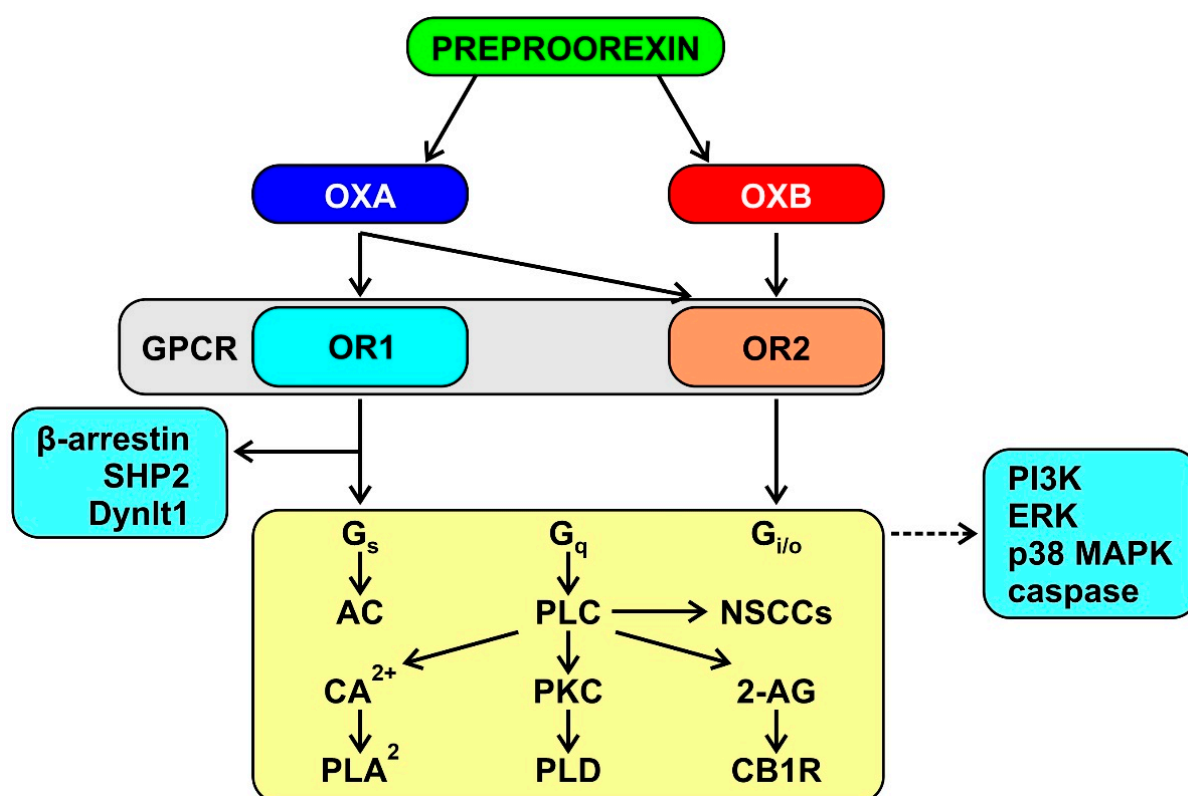 PREPROOREXIN
OXA
OXB
GPCR
OR1
OR2
β-arrestin
SHP2
Dynlt1
PI3K
ERK
p38 MAPK
caspase
Gs
Gq
Gi/o
AC
PLC
NSCCs
CA2+
PKC
2-AG
PLA2
PLD
CB1R